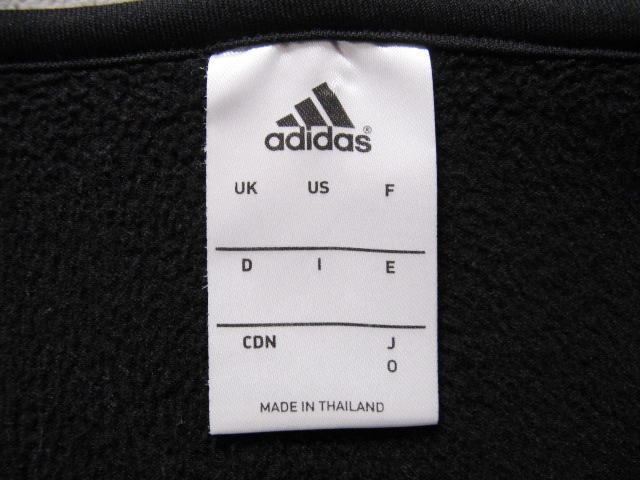 adidas®
UK US F
D I E
CDN J
O
MADE IN THAILAND